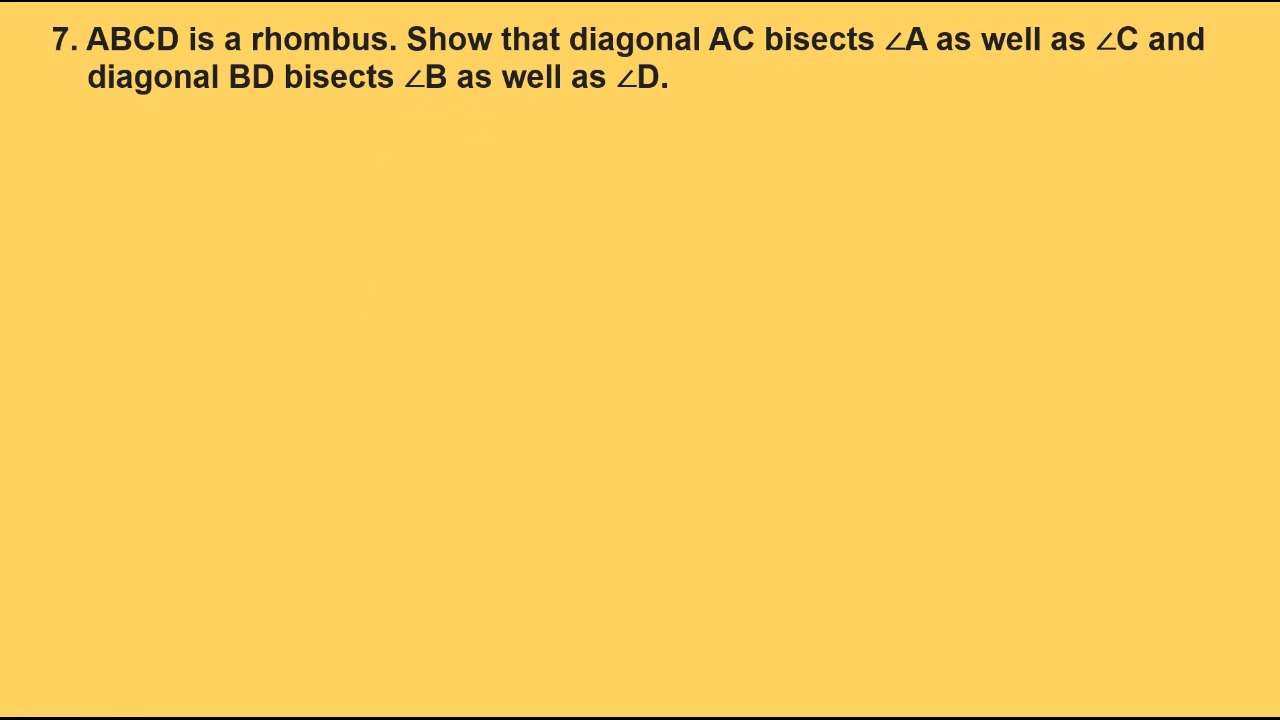 7. ABCD is a rhombus. Show that diagonal AC bisects ∠A as well as ∠C and
diagonal BD bisects ∠B as well as ∠D.